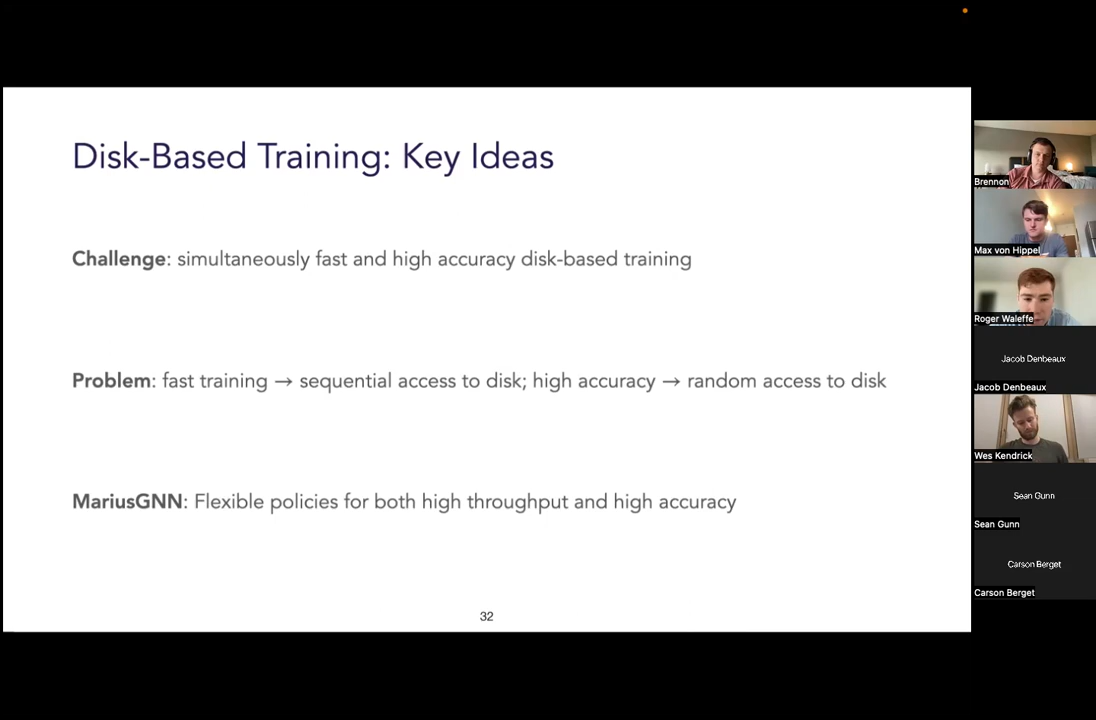 Disk-Based Training: Key Ideas
Challenge: simultaneously fast and high accuracy disk-based training
Problem: fast training → sequential access to disk; high accuracy → random access to disk
MariusGNN: Flexible policies for both high throughput and high accuracy
32
Brennon
Max von Hippel
Roger Waleffe
Jacob Denbeaux
Jacob Denbeaux
Wes Kendrick
Sean Gunn
Sean Gunn
Carson Berget
Carson Berget